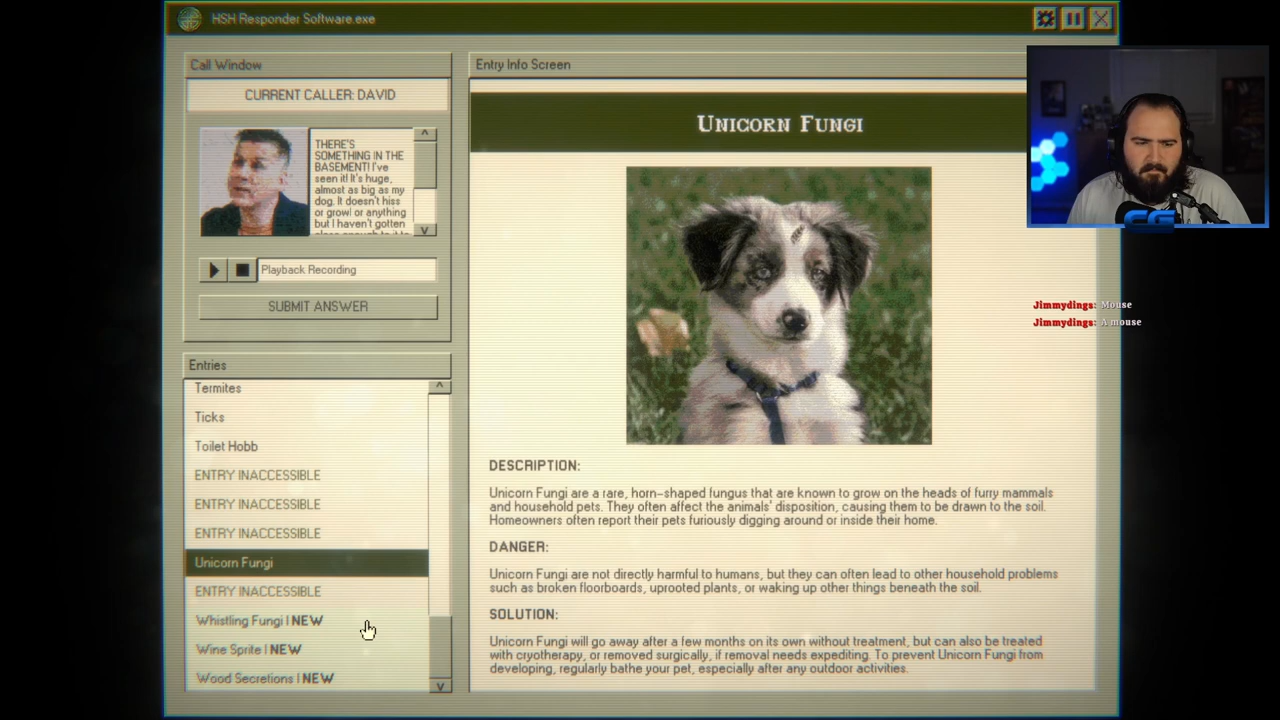 HSH Responder Software.exe
Call Window
CURRENT CALLER: DAVID
THERE'S
SOMETHING IN THE
BASEMENT! I've
seen it! It's huge,
almost as big as my
dog. It doesn't hiss
or growl or anything
but I haven't gotten
Playback Recording
SUBMIT ANSWER
Entries
Termites
Ticks
Toilet Hobb
ENTRY INACCESSIBLE
ENTRY INACCESSIBLE
ENTRY INACCESSIBLE
Unicorn Fungi
ENTRY INACCESSIBLE
Whistling Fungi | NEW
Wine Sprite | NEW
Wood Secretions | NEW
Entry Info Screen
UNICORN FUNGI
DESCRIPTION:
Unicorn Fungi are a rare, horn-shaped fungus that are known to grow on the heads of furry mammals
and household pets. They often affect the animals' disposition, causing them to be drawn to the soil.
Homeowners often report their pets furiously digging around or inside their home.
DANGER:
Unicorn Fungi are not directly harmful to humans, but they can often lead to other household problems
such as broken floorboards, uprooted plants, or waking up other things beneath the soil.
SOLUTION:
Unicorn Fungi will go away after a few months on its own without treatment, but can also be treated
with cryotherapy, or removed surgically, if removal needs expediting. To prevent Unicorn Fungi from
developing, regularly bathe your pet, especially after any outdoor activities.
CG
Jimmydings: Mouse
Jimmydings: A mouse